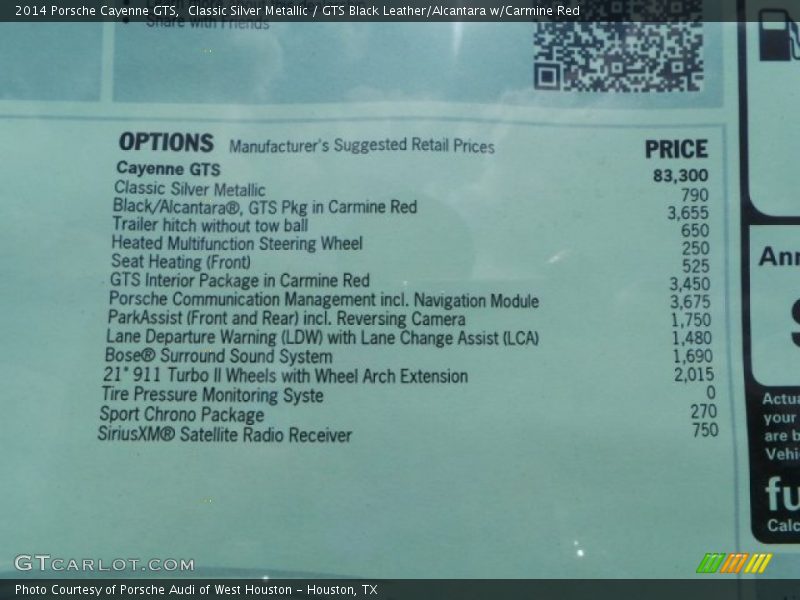 2014 Porsche Cayenne GTS, Classic Silver Metallic / GTS Black Leather/Alcantara w/Carmine Red
Share with Friends
OPTIONS Manufacturer's Suggested Retail Prices PRICE
Cayenne GTS 83,300
Classic Silver Metallic 790
Black/Alcantara®, GTS Pkg in Carmine Red 3,655
Trailer hitch without tow ball 650
Heated Multifunction Steering Wheel 250
Seat Heating (Front) 525
GTS Interior Package in Carmine Red 3,450
Porsche Communication Management incl. Navigation Module 3,675
ParkAssist (Front and Rear) incl. Reversing Camera 1,750
Lane Departure Warning (LDW) with Lane Change Assist (LCA) 1,480
Bose® Surround Sound System 1,690
21" 911 Turbo II Wheels with Wheel Arch Extension 2,015
Tire Pressure Monitoring Syste 0
Sport Chrono Package 270
SiriusXM® Satellite Radio Receiver 750
Ann
Actua
your
are b
Vehi
fu
Calc
GTCARLOT.COM
Photo Courtesy of Porsche Audi of West Houston - Houston, TX